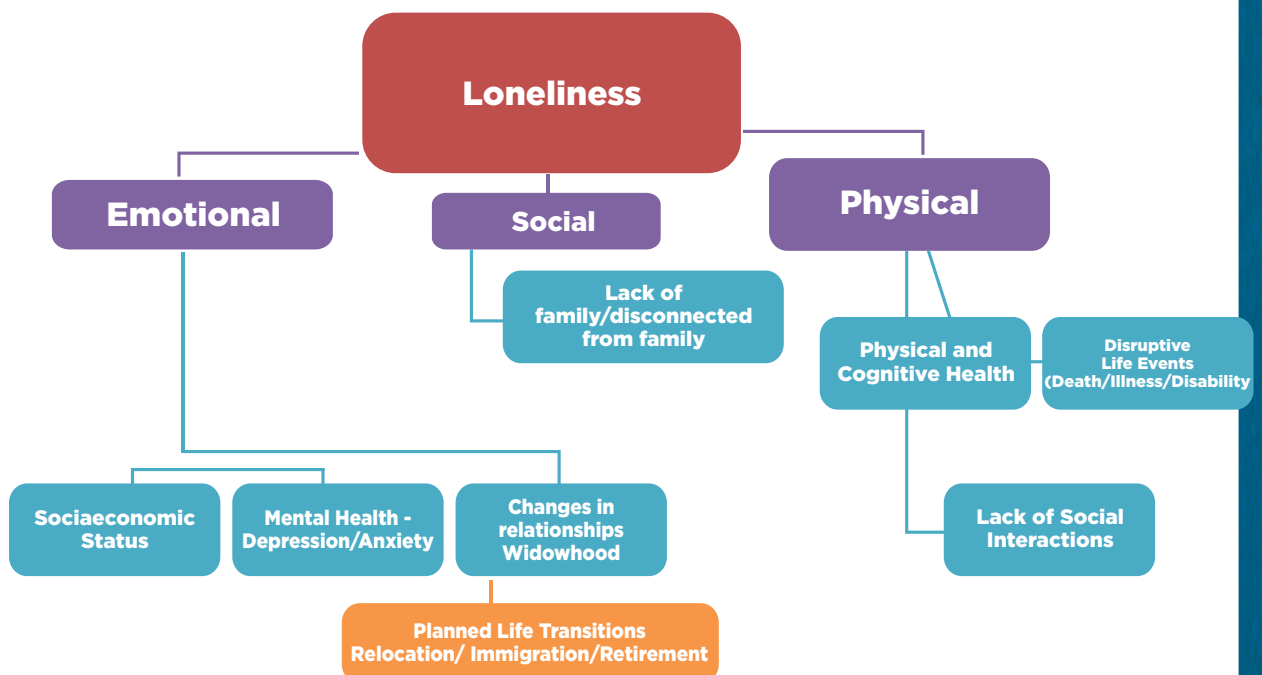 Loneliness
Emotional
Social
Physical
Lack of
family/disconnected
from family
Physical and
Cognitive Health
Disruptive
Life Events
(Death/Illness/Disability
Sociaeconomic
Status
Mental Health -
Depression/Anxiety
Changes in
relationships
Widowhood
Lack of Social
Interactions
Planned Life Transitions
Relocation/ Immigration/Retirement